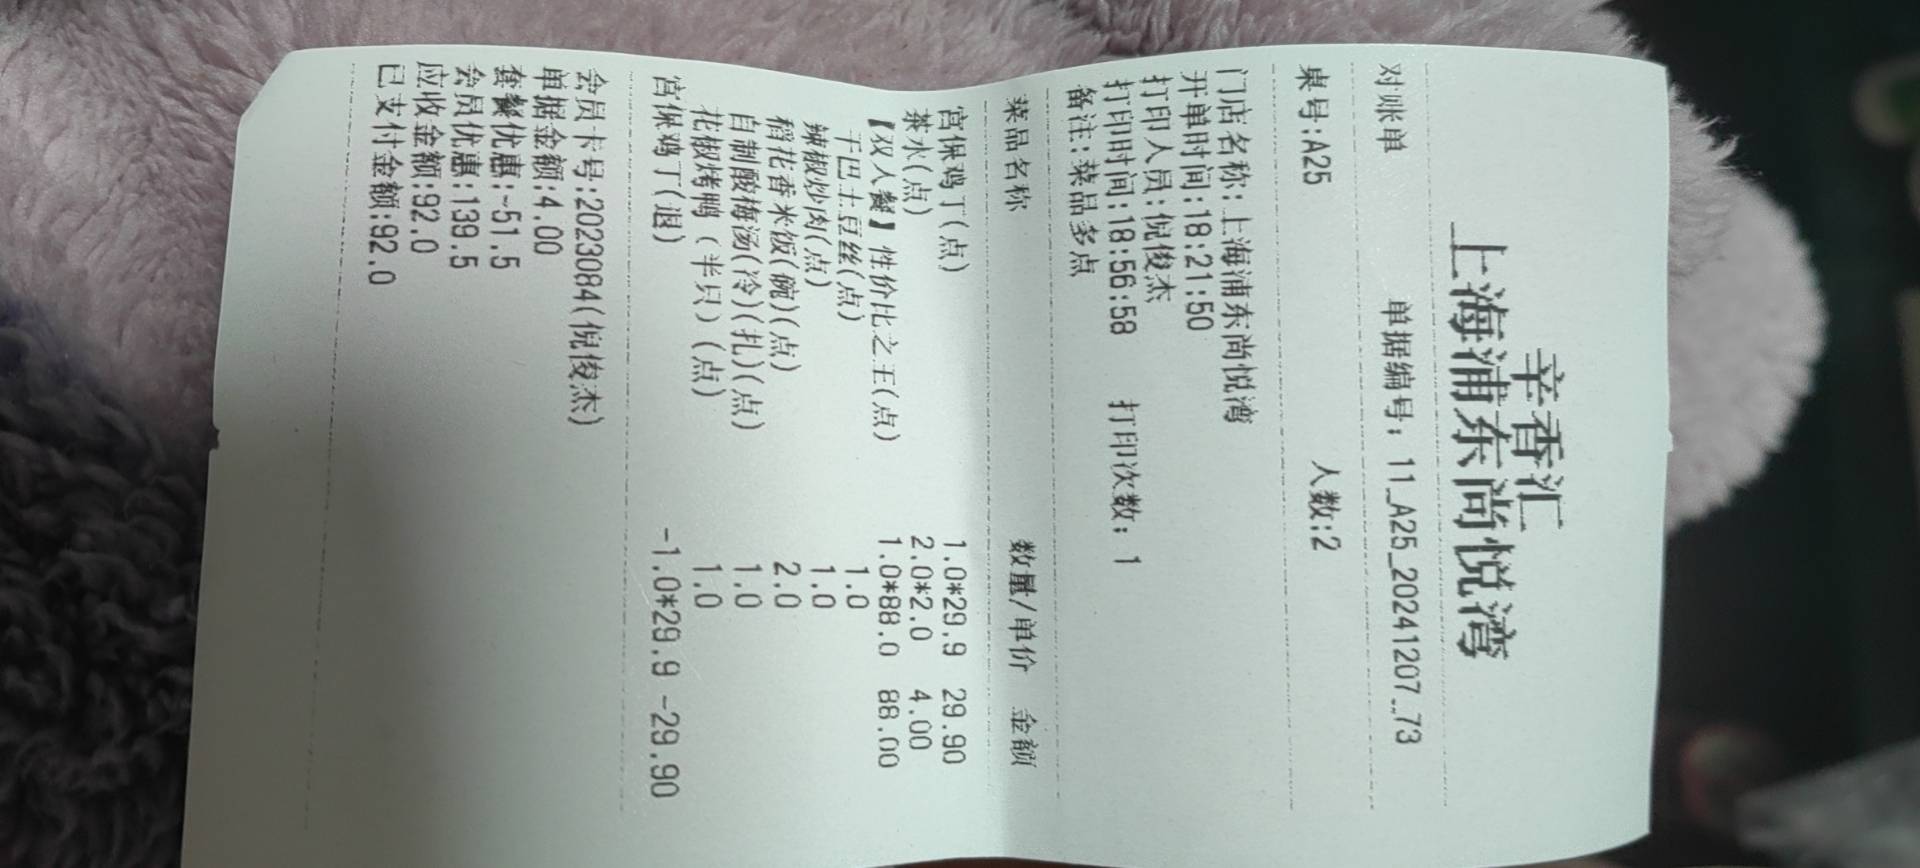 辛香汇
上海浦东尚悦湾
对账单 单据编号: 11_A25_20241207_73
桌号:A25 人数:2
门店名称:上海浦东尚悦湾
开单时间:18:21:50
打印人员:倪俊杰
打印时间:18:56:58 打印次数: 1
备注:菜品多点
菜品名称 数量/单价 金额
宫保鸡丁(点) 1.0*29.9 29.90
茶水(点) 2.0*2.0 4.00
【双人餐】性价比之王(点) 1.0*88.0 88.00
干巴土豆丝(点) 1.0
辣椒炒肉(点) 1.0
稻花香米饭(碗)(点) 2.0
自制酸梅汤(冷)(扎)(点) 1.0
花椒烤鸭(半只)(点) 1.0
宫保鸡丁(退) -1.0*29.9 -29.90
会员卡号:2023084(倪俊杰)
单据金额:4.00
套餐优惠:-51.5
会员优惠:139.5
应收金额:92.0
已支付金额:92.0